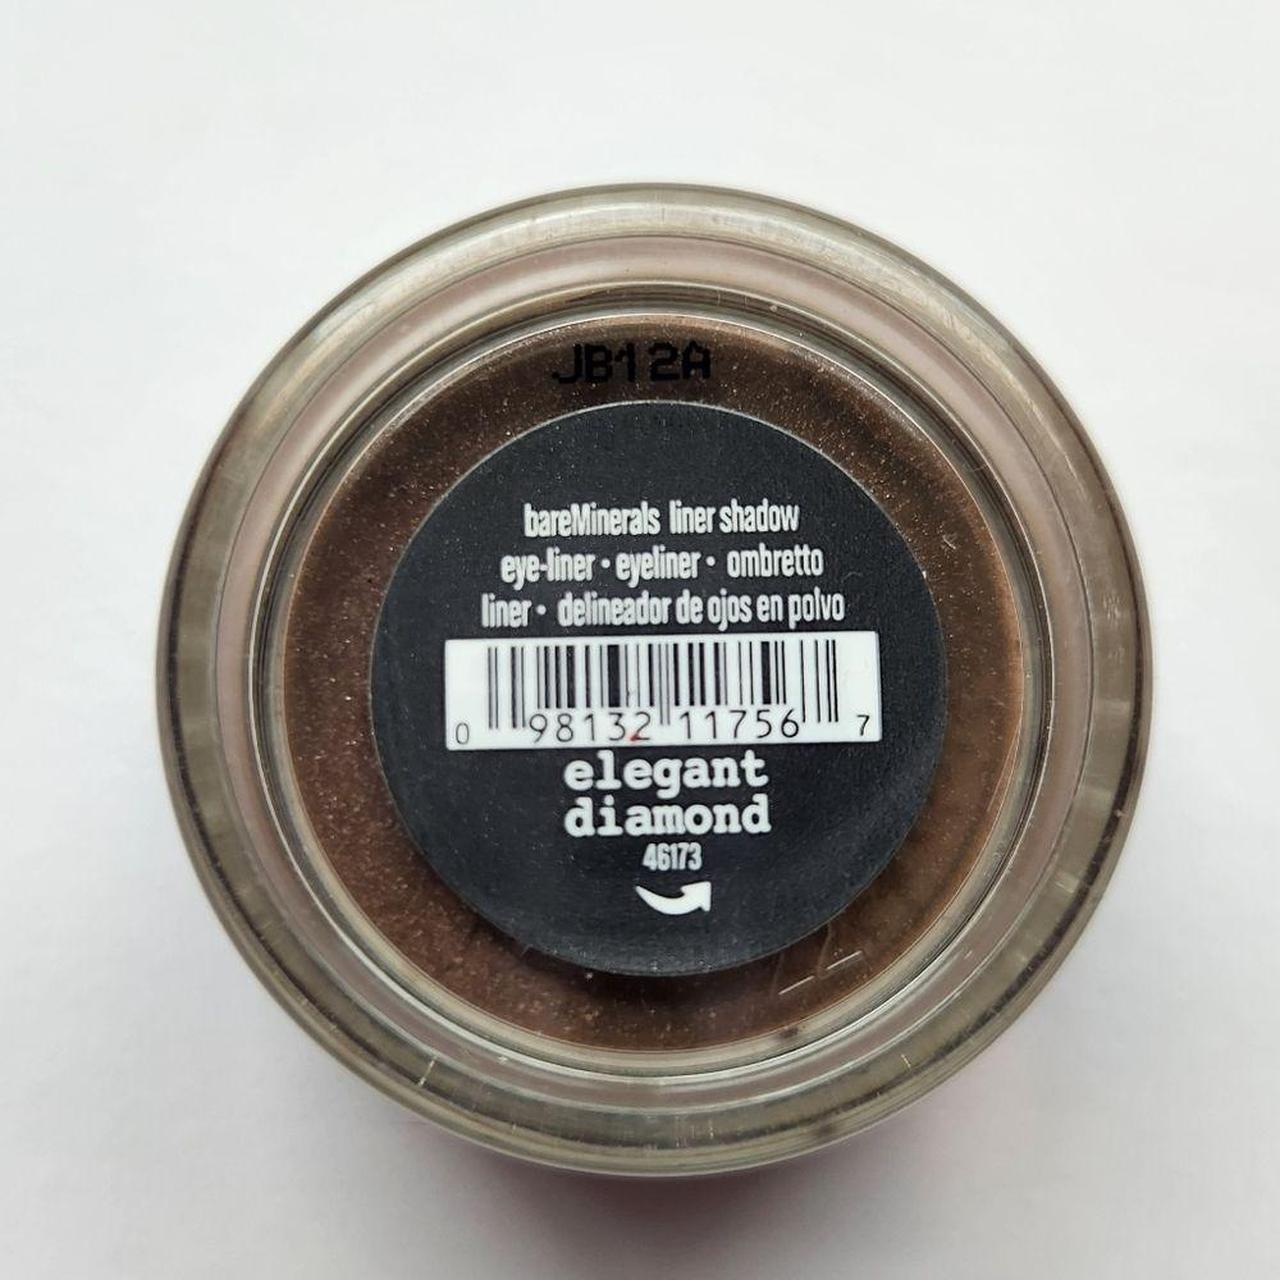 JB12A
bareMinerals liner shadow
eye-liner • eyeliner • ombretto
liner • delineador de ojos en polvo
0 98132 11756 7
elegant
diamond
46173